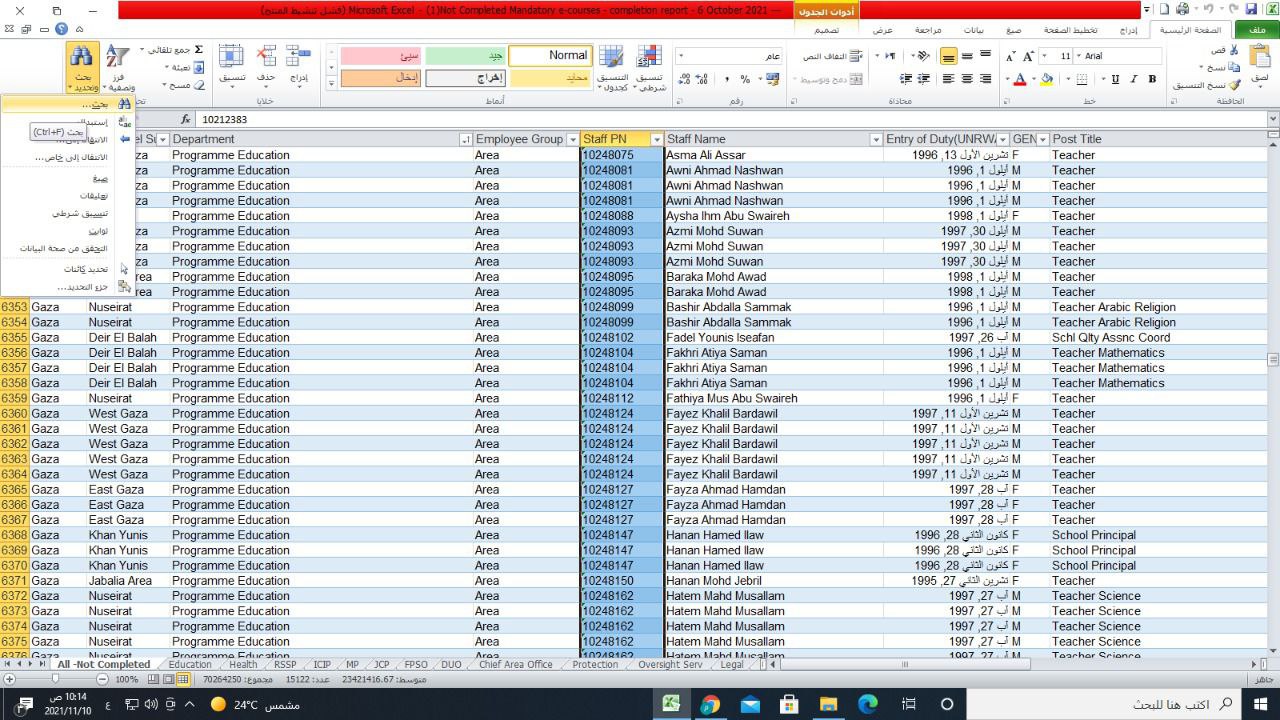 Not Completed Mandatory e-courses - completion report - 6 October 2021 ---(1) - Microsoft Excel (فشل تنشيط المنتج)
أدوات الجدول
ملف الصفحة الرئيسية إدراج تخطيط الصفحة صيغ بيانات مراجعة عرض تصميم
لصق قص نسخ
Arial 11 B I U
التفاف النص
دمج وتوسيط
عام
تنسيق شرطي التنسيق كجدول
Normal جيد سيئ
محايد إخراج إدخال
إدراج حذف تنسيق
جمع تلقائي
تعبئة
مسح
فرز وتصفية
بحث وتحديد
خط محاذاة رقم أنماط خلايا
بحث...
إستبدال
بحث (Ctrl+F)
الانتقال إلى...
الانتقال إلى خاص...
صيغ
تعليقات
تنسيق شرطي
ثوابت
التحقق من صحة البيانات
تحديد كائنات
جزء التحديد...
fx 10212383
Department Employee Group Staff PN Staff Name Entry of Duty(UNRWA GEN Post Title
Programme Education Area 10248075 Asma Ali Assar تشرين الأول 13, 1996 F Teacher
Programme Education Area 10248081 Awni Ahmad Nashwan أيلول 1, 1996 M Teacher
Programme Education Area 10248081 Awni Ahmad Nashwan أيلول 1, 1996 M Teacher
Programme Education Area 10248081 Awni Ahmad Nashwan أيلول 1, 1996 M Teacher
Programme Education Area 10248088 Aysha Ihm Abu Swaireh أيلول 1, 1998 F Teacher
Programme Education Area 10248093 Azmi Mohd Suwan أيلول 30, 1997 M Teacher
Programme Education Area 10248093 Azmi Mohd Suwan أيلول 30, 1997 M Teacher
Programme Education Area 10248093 Azmi Mohd Suwan أيلول 30, 1997 M Teacher
Programme Education Area 10248095 Baraka Mohd Awad أيلول 1, 1998 M Teacher
Programme Education Area 10248095 Baraka Mohd Awad أيلول 1, 1998 M Teacher
6353 Gaza Nuseirat Programme Education Area 10248099 Bashir Abdalla Sammak أيلول 1, 1996 M Teacher Arabic Religion
6354 Gaza Nuseirat Programme Education Area 10248099 Bashir Abdalla Sammak أيلول 1, 1996 M Teacher Arabic Religion
6355 Gaza Deir El Balah Programme Education Area 10248102 Fadel Younis Iseafan آب 26, 1997 M Schl Qlty Assnc Coord
6356 Gaza Deir El Balah Programme Education Area 10248104 Fakhri Atiya Saman أيلول 1, 1996 M Teacher Mathematics
6357 Gaza Deir El Balah Programme Education Area 10248104 Fakhri Atiya Saman أيلول 1, 1996 M Teacher Mathematics
6358 Gaza Deir El Balah Programme Education Area 10248104 Fakhri Atiya Saman أيلول 1, 1996 M Teacher Mathematics
6359 Gaza Nuseirat Programme Education Area 10248112 Fathiya Mus Abu Swaireh أيلول 1, 1996 F Teacher
6360 Gaza West Gaza Programme Education Area 10248124 Fayez Khalil Bardawil تشرين الأول 11, 1997 M Teacher
6361 Gaza West Gaza Programme Education Area 10248124 Fayez Khalil Bardawil تشرين الأول 11, 1997 M Teacher
6362 Gaza West Gaza Programme Education Area 10248124 Fayez Khalil Bardawil تشرين الأول 11, 1997 M Teacher
6363 Gaza West Gaza Programme Education Area 10248124 Fayez Khalil Bardawil تشرين الأول 11, 1997 M Teacher
6364 Gaza West Gaza Programme Education Area 10248124 Fayez Khalil Bardawil تشرين الأول 11, 1997 M Teacher
6365 Gaza East Gaza Programme Education Area 10248127 Fayza Ahmad Hamdan آب 28, 1997 F Teacher
6366 Gaza East Gaza Programme Education Area 10248127 Fayza Ahmad Hamdan آب 28, 1997 F Teacher
6367 Gaza East Gaza Programme Education Area 10248127 Fayza Ahmad Hamdan آب 28, 1997 F Teacher
6368 Gaza Khan Yunis Programme Education Area 10248147 Hanan Hamed Ilaw كانون الثاني 28, 1996 F School Principal
6369 Gaza Khan Yunis Programme Education Area 10248147 Hanan Hamed Ilaw كانون الثاني 28, 1996 F School Principal
6370 Gaza Khan Yunis Programme Education Area 10248147 Hanan Hamed Ilaw كانون الثاني 28, 1996 F School Principal
6371 Gaza Jabalia Area Programme Education Area 10248150 Hanan Mohd Jebril تشرين الثاني 27, 1995 F Teacher
6372 Gaza Nuseirat Programme Education Area 10248162 Hatem Mahd Musallam آب 27, 1997 M Teacher Science
6373 Gaza Nuseirat Programme Education Area 10248162 Hatem Mahd Musallam آب 27, 1997 M Teacher Science
6374 Gaza Nuseirat Programme Education Area 10248162 Hatem Mahd Musallam آب 27, 1997 M Teacher Science
6375 Gaza Nuseirat Programme Education Area 10248162 Hatem Mahd Musallam آب 27, 1997 M Teacher Science
6376 Gaza Nuseirat Programme Education Area 10248162 Hatem Mahd Musallam آب 27, 1997 M Teacher Science
All -Not Completed Education Health RSSP ICIP MP JCP FPSO DUO Chief Area Office Protection Oversight Serv Legal
جاهز متوسط: 23421416.67 عدد: 15122 مجموع: 70264250 100%
اكتب هنا للبحث 24°C مشمس ع 10:14 ص
2021/11/10